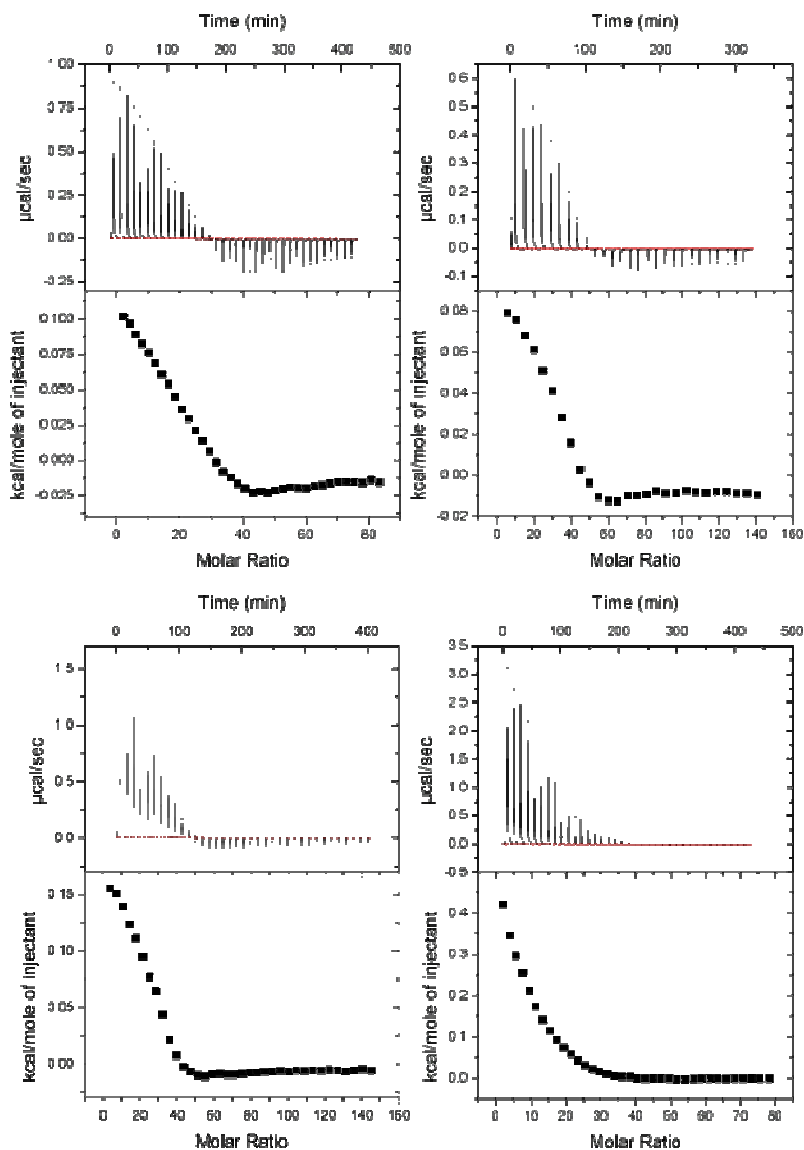 Time (min)
0 100 200 300 400 500
1.00
0.75
0.50
0.25
0.00
-0.25
µcal/sec
0.100
0.075
0.050
0.025
0.000
-0.025
kcal/mole of injectant
0 20 40 60 80
Molar Ratio
Time (min)
0 100 200 300
0.6
0.5
0.4
0.3
0.2
0.1
0.0
-0.1
µcal/sec
0.08
0.06
0.04
0.02
0.00
-0.02
kcal/mole of injectant
0 20 40 60 80 100 120 140 160
Molar Ratio
Time (min)
0 100 200 300 400
1.5
1.0
0.5
0.0
µcal/sec
0.15
0.10
0.05
0.00
kcal/mole of injectant
0 20 40 60 80 100 120 140 160
Molar Ratio
Time (min)
0 100 200 300 400 500
3.5
3.0
2.5
2.0
1.5
1.0
0.5
0.0
-0.5
µcal/sec
0.4
0.3
0.2
0.1
0.0
kcal/mole of injectant
0 10 20 30 40 50 60 70 80
Molar Ratio